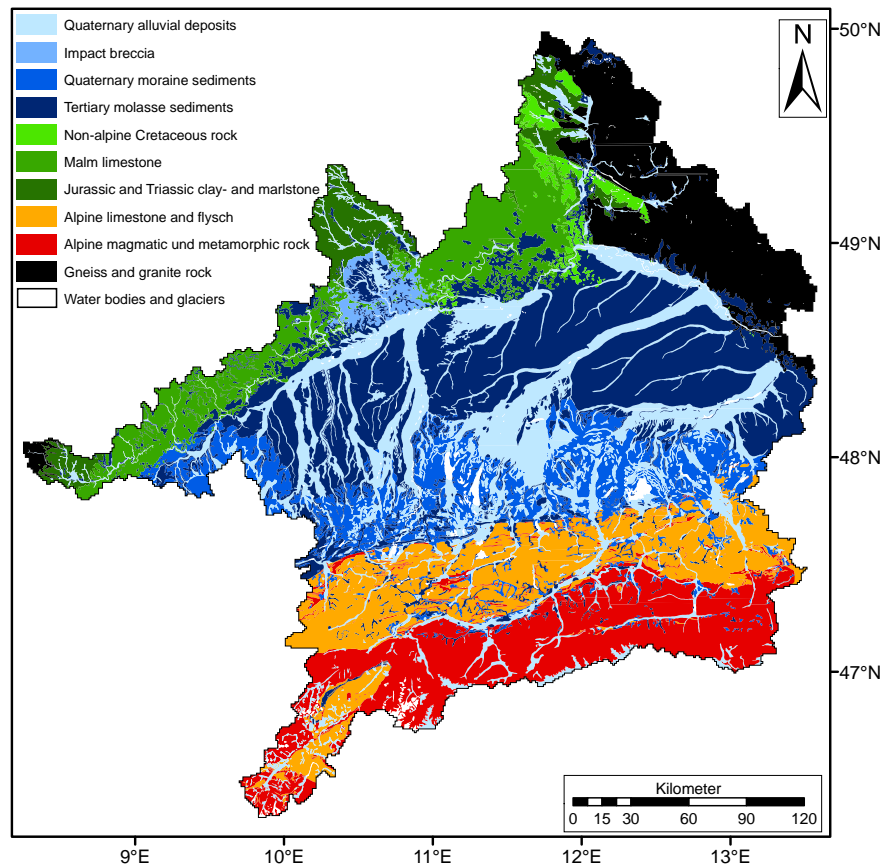 Quaternary alluvial deposits
Impact breccia
Quaternary moraine sediments
Tertiary molasse sediments
Non-alpine Cretaceous rock
Malm limestone
Jurassic and Triassic clay- and marlstone
Alpine limestone and flysch
Alpine magmatic und metamorphic rock
Gneiss and granite rock
Water bodies and glaciers
N
50°N
49°N
48°N
47°N
Kilometer
0 15 30 60 90 120
9°E 10°E 11°E 12°E 13°E